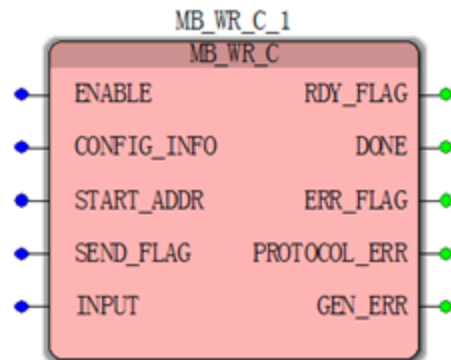 MB_WR_C_1
MB_WR_C
ENABLE RDY_FLAG
CONFIG_INFO DONE
START_ADDR ERR_FLAG
SEND_FLAG PROTOCOL_ERR
INPUT GEN_ERR